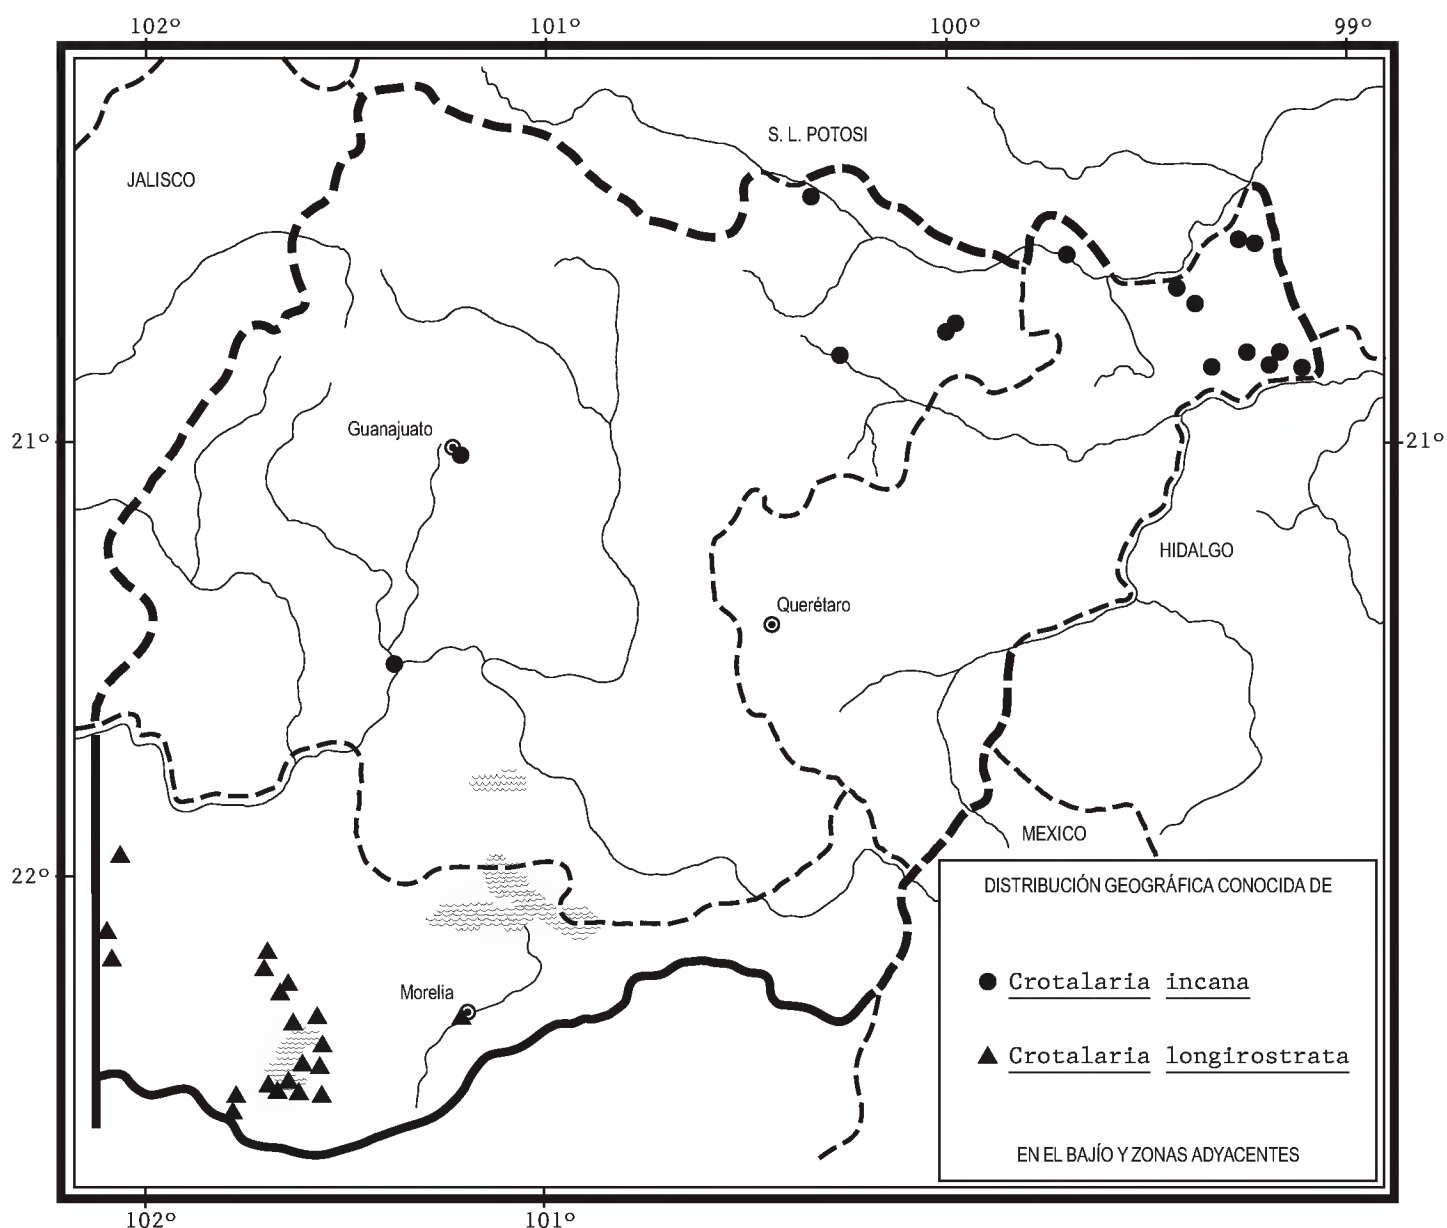 102º 101º 100º 99º
S. L. POTOSI
JALISCO
Guanajuato
21º 21º
HIDALGO
Querétaro
MEXICO
22º
DISTRIBUCIÓN GEOGRÁFICA CONOCIDA DE
Crotalaria incana
Morelia
Crotalaria longirostrata
EN EL BAJÍO Y ZONAS ADYACENTES
102º 101º